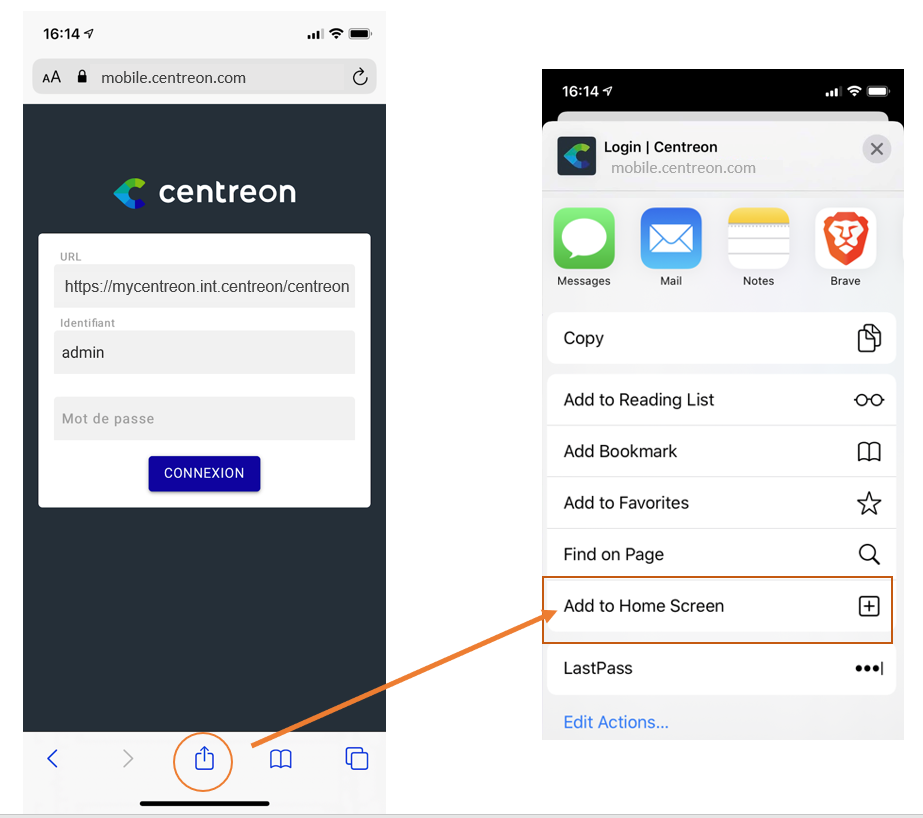 16:14
AA mobile.centreon.com
centreon
URL
https://mycentreon.int.centreon/centreon
Identifiant
admin
Mot de passe
CONNEXION
16:14
Login | Centreon
mobile.centreon.com
Messages
Mail
Notes
Brave
Copy
Add to Reading List
Add Bookmark
Add to Favorites
Find on Page
Add to Home Screen
LastPass
Edit Actions...